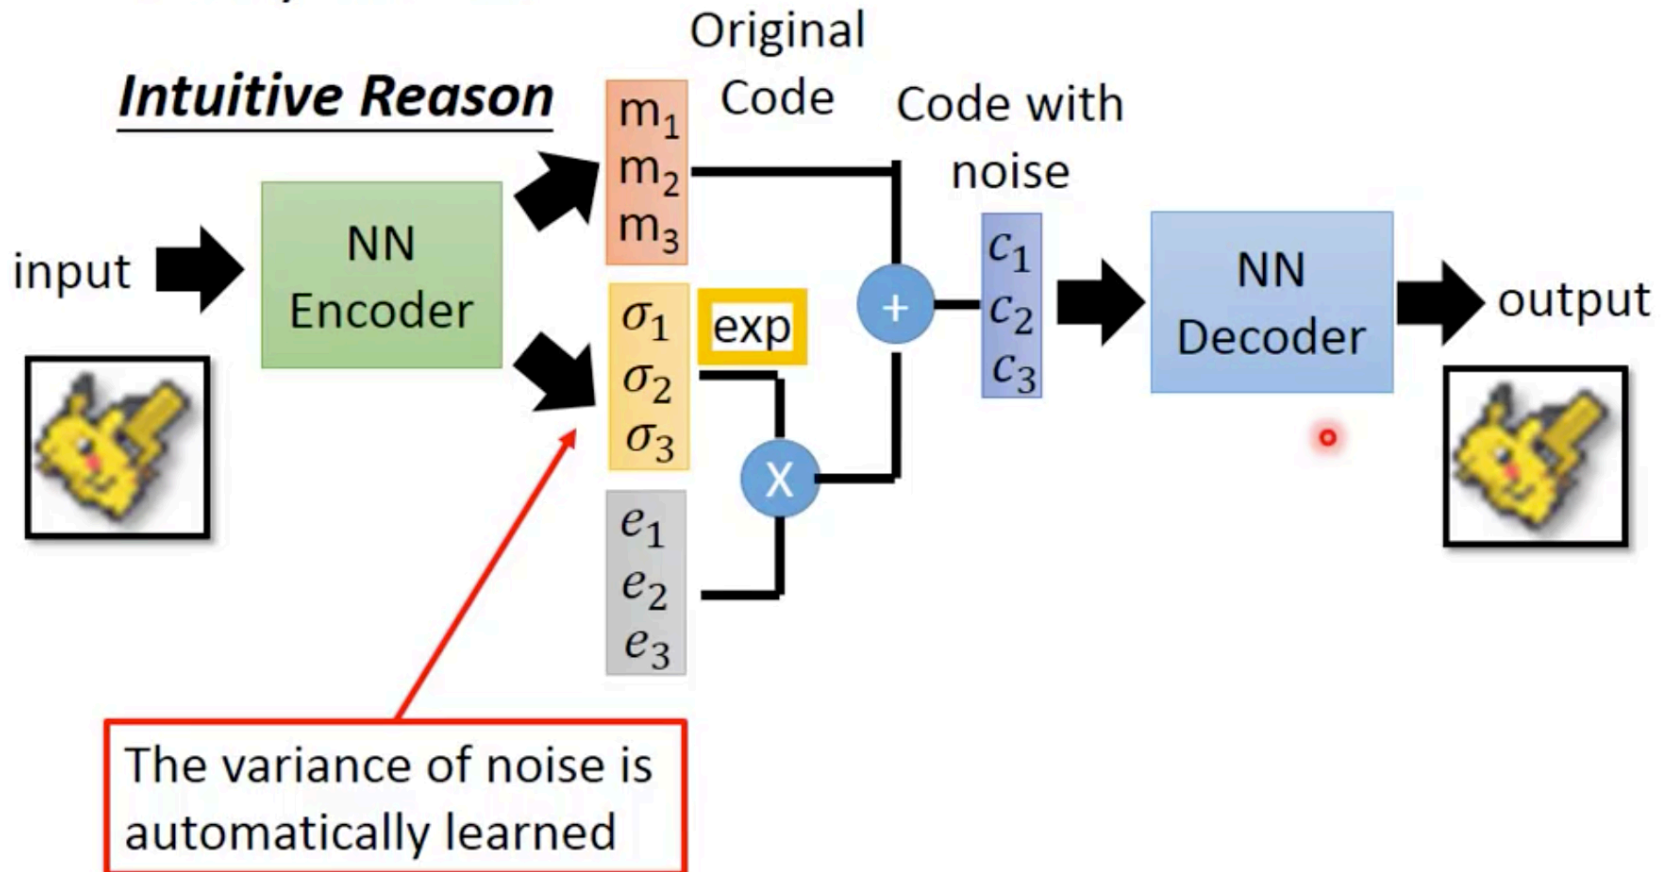 Intuitive Reason
Original
Code
Code with
noise
input
NN
Encoder
m₁
m₂
m₃
σ₁
σ₂
σ₃
exp
e₁
e₂
e₃
X
+
c₁
c₂
c₃
NN
Decoder
output
The variance of noise is
automatically learned